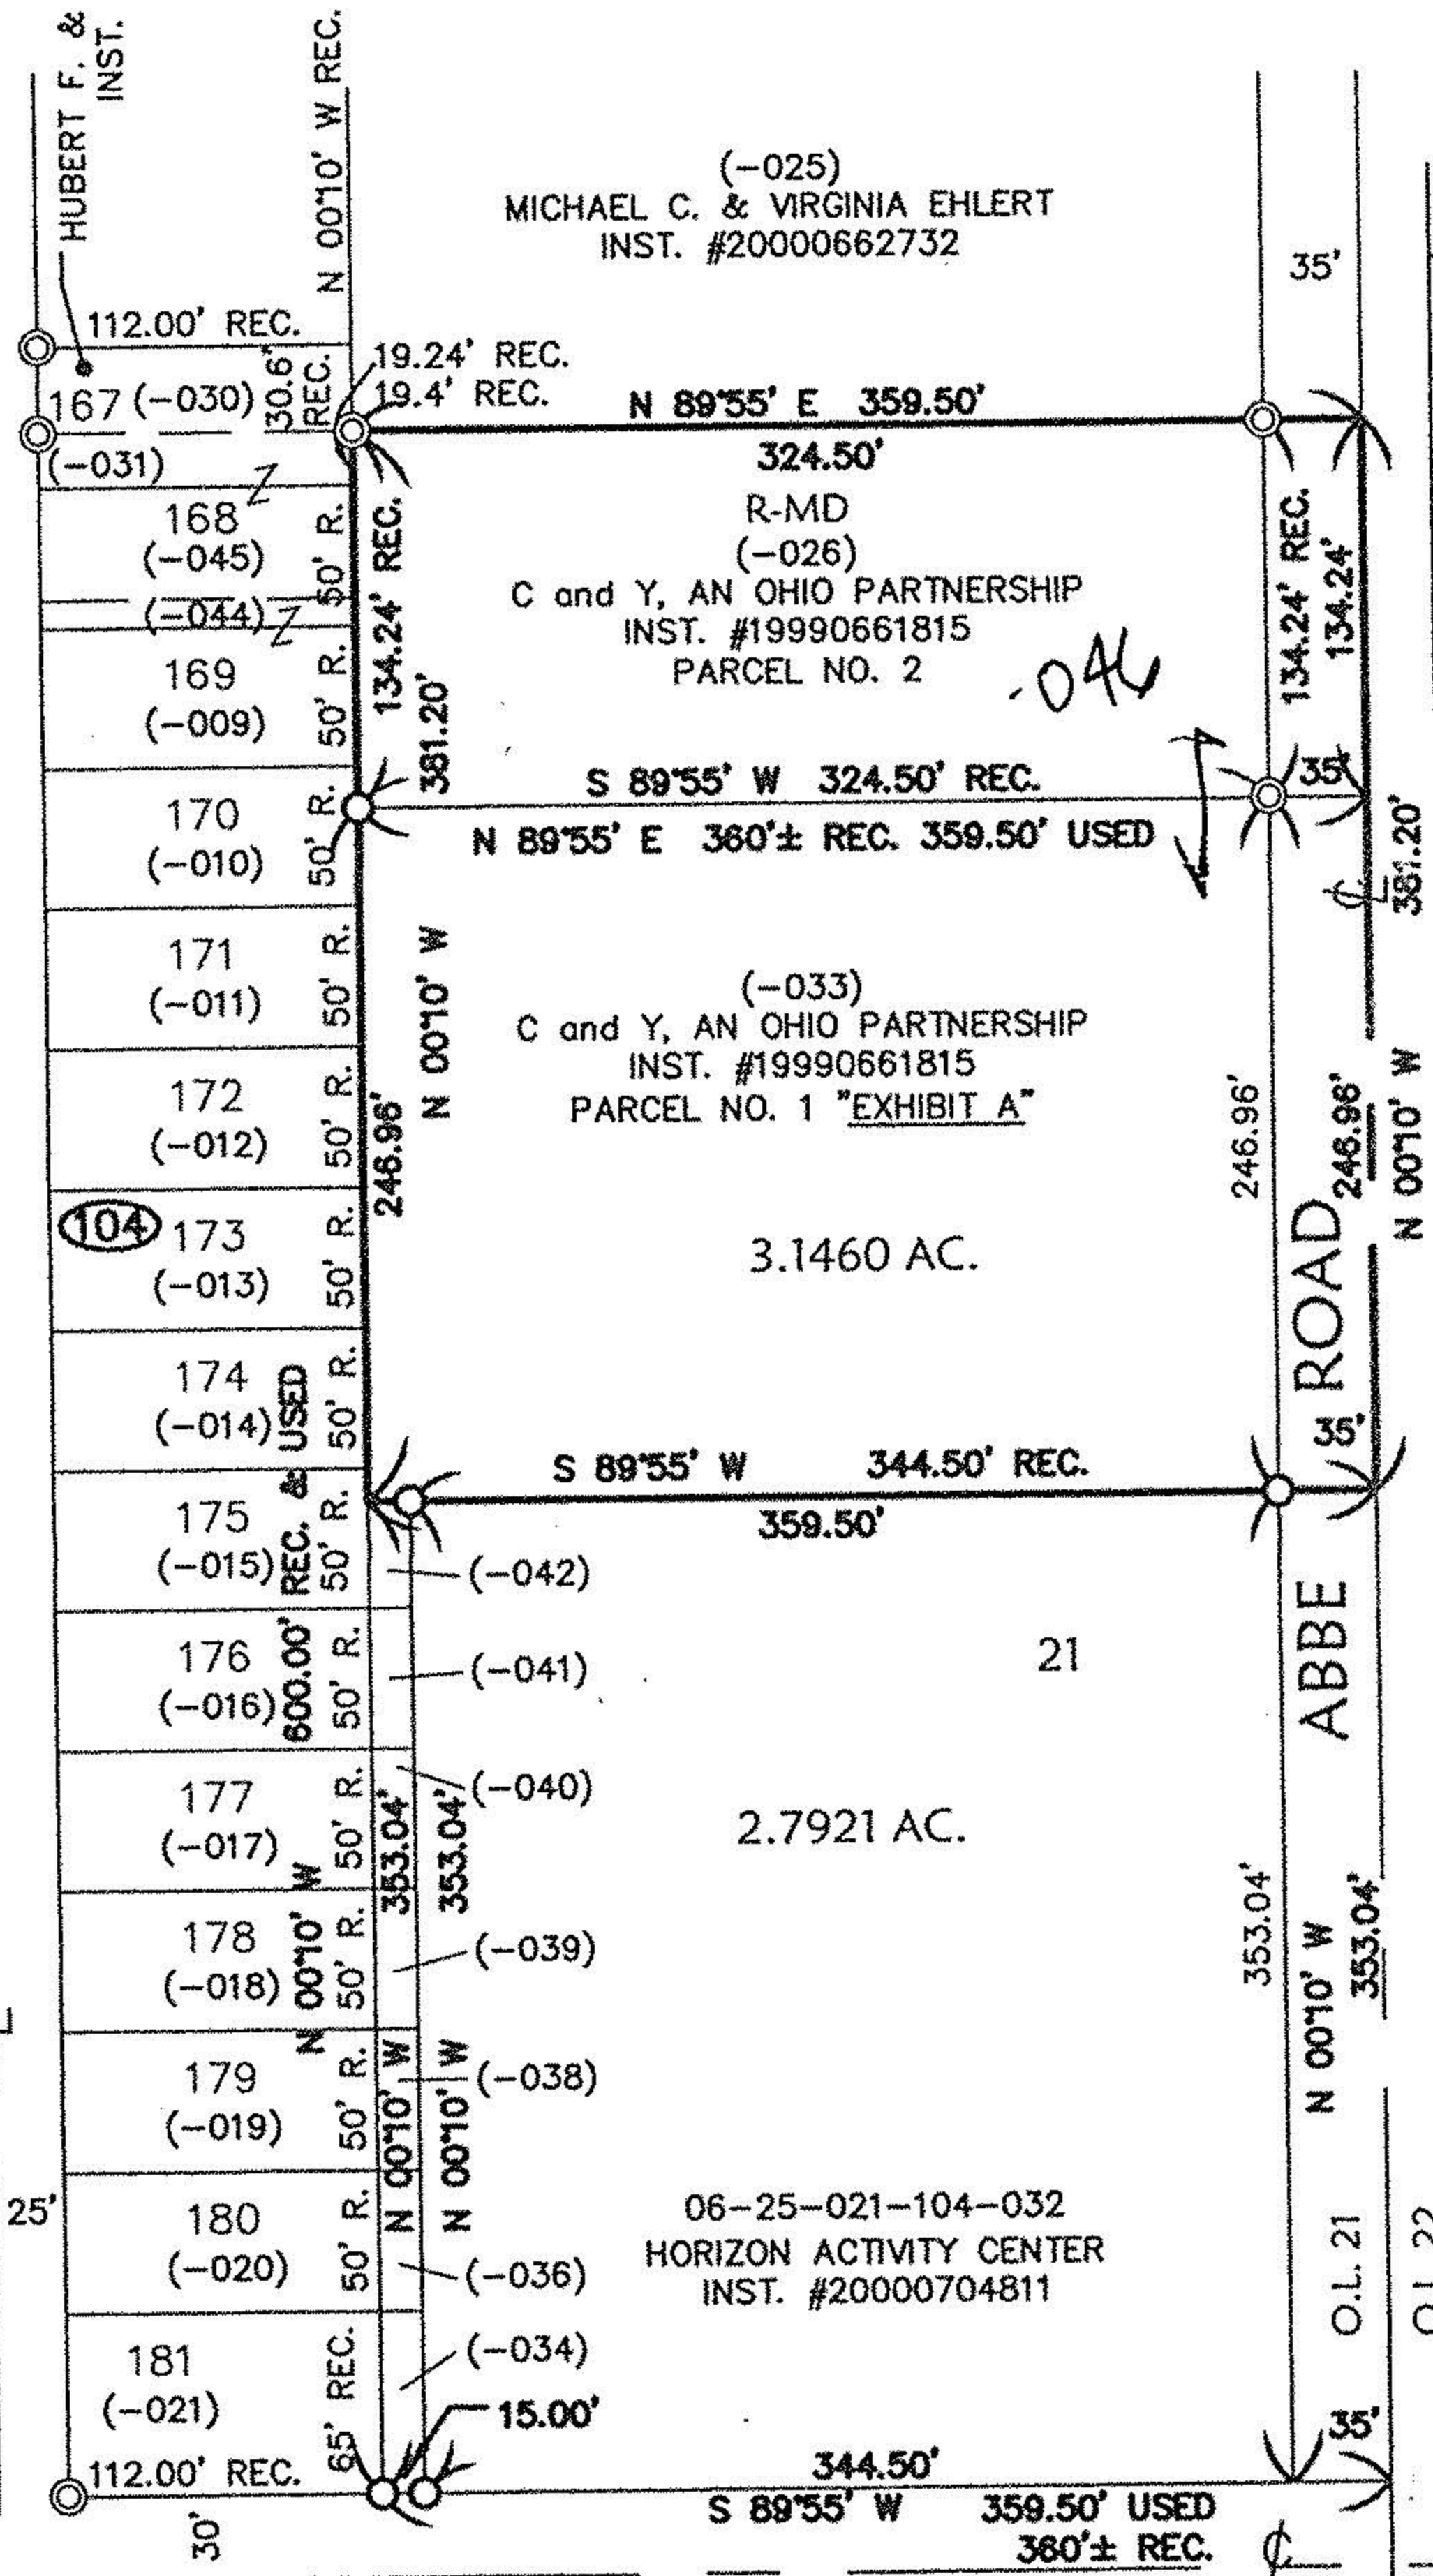 HUBERT F. &
INST.
N 00°10' W REC.
(-025)
MICHAEL C. & VIRGINIA EHLERT
INST. #20000662732
35'
112.00' REC.
30.6'
REC.
19.24' REC.
19.4' REC.
167 (-030)
(-031)
N 89°55' E 359.50'
324.50'
168
(-045)
50' R.
(-044)
169
(-009)
50' R.
134.24' REC.
381.20'
R-MD
(-026)
C and Y, AN OHIO PARTNERSHIP
INST. #19990661815
PARCEL NO. 2
-046
134.24' REC.
134.24'
S 89°55' W 324.50' REC.
35'
N 89°55' E 360'± REC. 359.50' USED
381.20'
170
(-010)
50' R.
171
(-011)
50' R.
172
(-012)
50' R.
104
173
(-013)
50' R.
174
(-014)
50' R.
246.96'
N 00°10' W
(-033)
C and Y, AN OHIO PARTNERSHIP
INST. #19990661815
PARCEL NO. 1 "EXHIBIT A"
3.1460 AC.
246.96'
246.96'
N 00°10' W
ABBE ROAD
S 89°55' W 344.50' REC.
35'
359.50'
175
(-015)
50' R.
176
(-016)
50' R.
177
(-017)
50' R.
178
(-018)
50' R.
179
(-019)
50' R.
180
(-020)
50' R.
181
(-021)
65' REC.
N 00°10' W 600.00' REC. & USED
(-042)
(-041)
(-040)
(-039)
(-038)
(-036)
(-034)
353.04'
N 00°10' W
353.04'
N 00°10' W
21
2.7921 AC.
06-25-021-104-032
HORIZON ACTIVITY CENTER
INST. #20000704811
353.04'
N 00°10' W
353.04'
O.L. 21
O.L. 22
25'
15.00'
112.00' REC.
30'
344.50'
35'
S 89°55' W 359.50' USED
360'± REC.